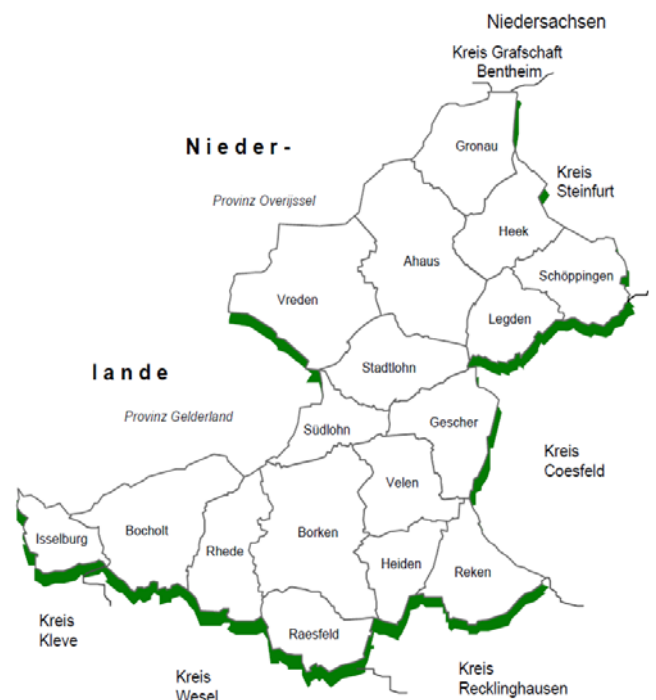 Niedersachsen
Kreis Grafschaft
Bentheim
Gronau
Nieder-
Kreis
Steinfurt
Provinz Overijssel
Heek
Ahaus
Schöppingen
Vreden
Legden
Stadtlohn
lande
Provinz Gelderland
Südlohn
Gescher
Kreis
Coesfeld
Velen
Isselburg
Bocholt
Rhede
Borken
Heiden
Reken
Kreis
Kleve
Raesfeld
Kreis
Wesel
Kreis
Recklinghausen